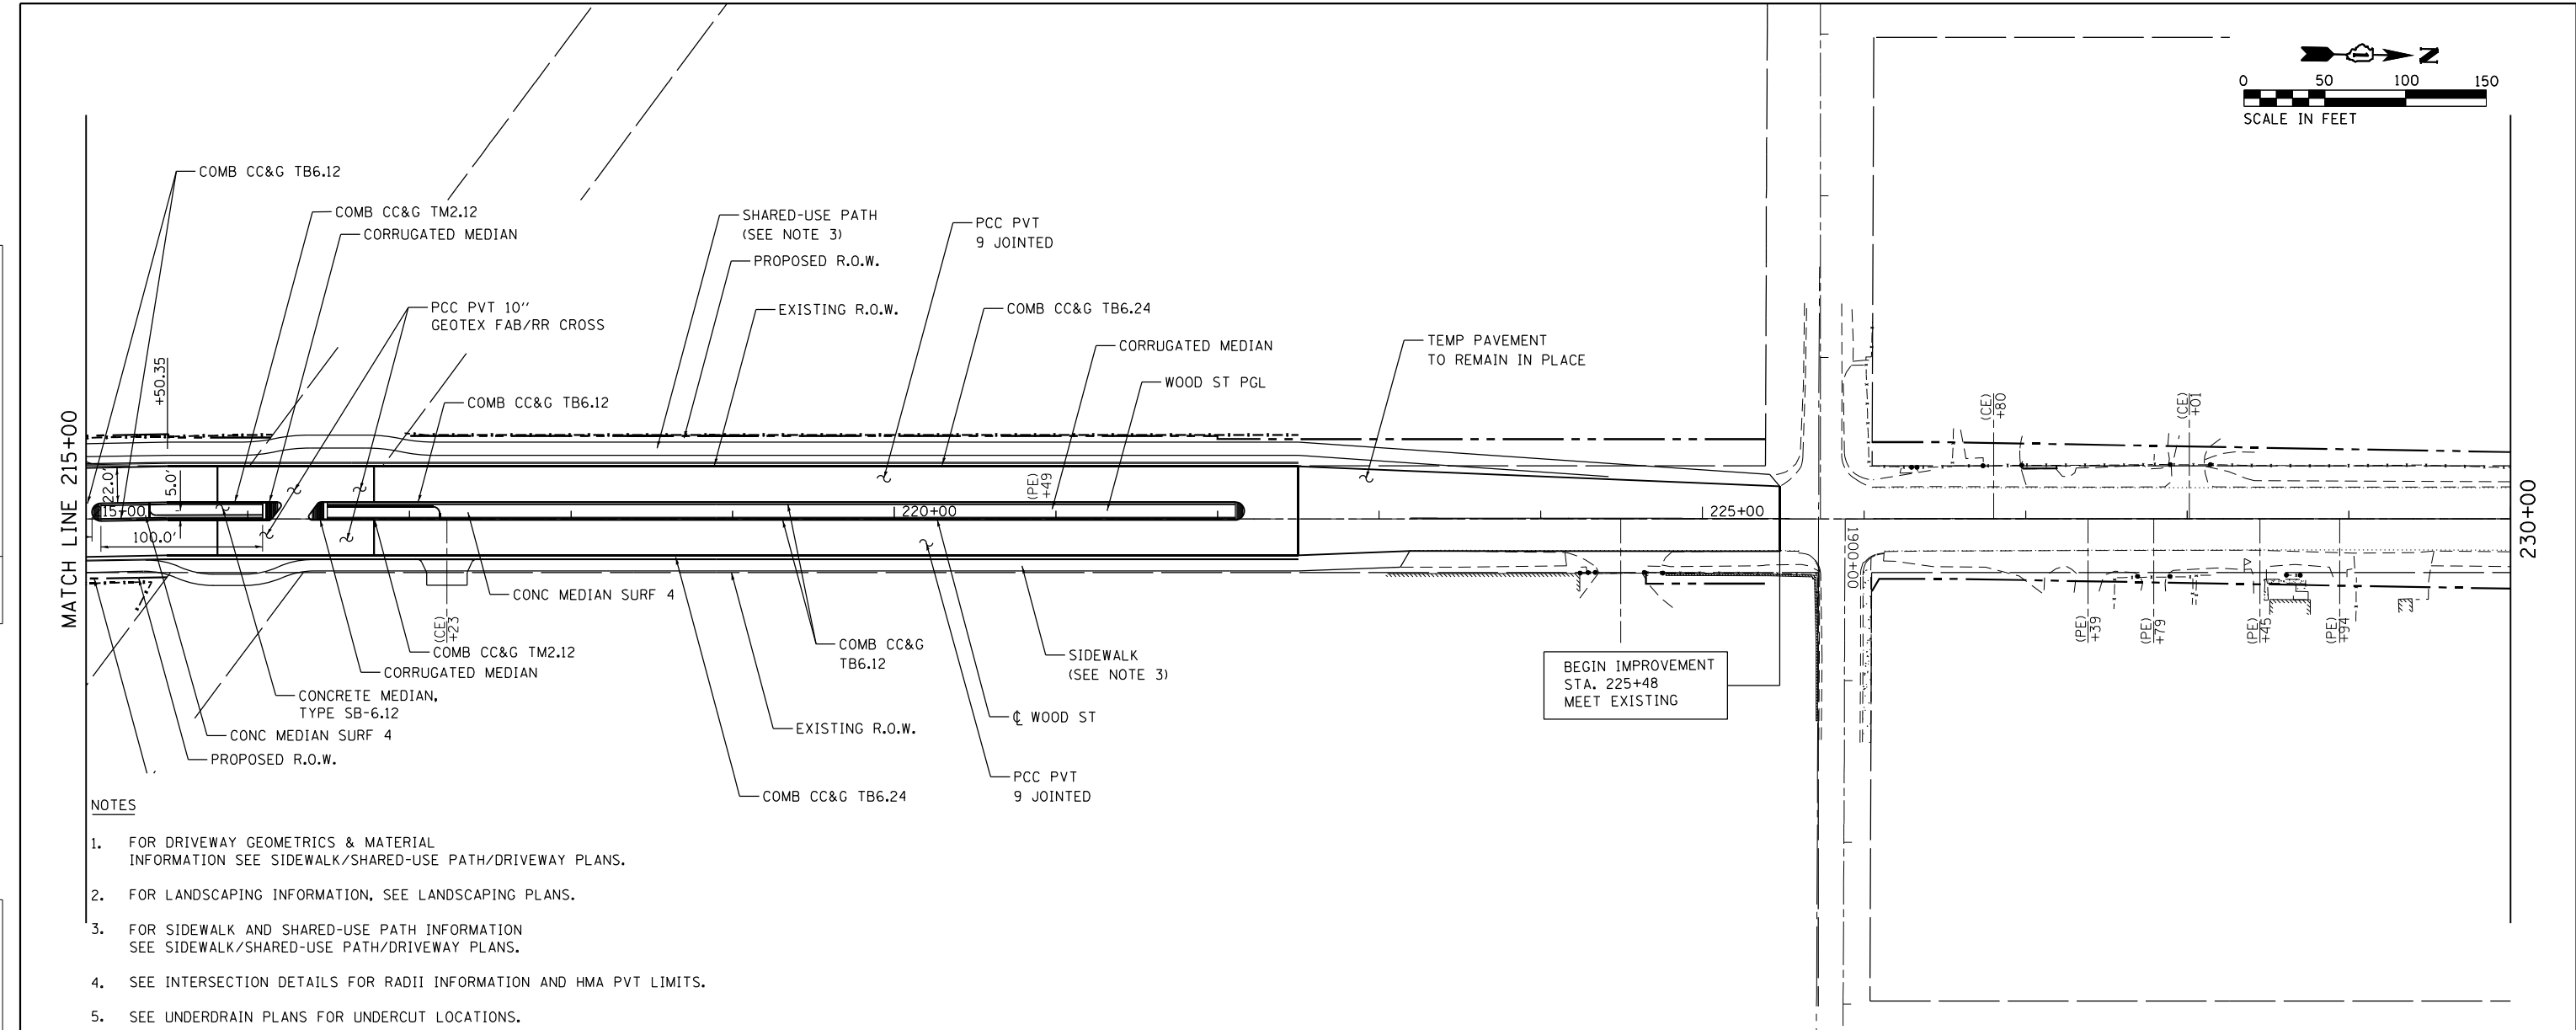 N
0 50 100 150
SCALE IN FEET
COMB CC&G TB6.12
COMB CC&G TM2.12
CORRUGATED MEDIAN
SHARED-USE PATH
(SEE NOTE 3)
PROPOSED R.O.W.
PCC PVT
9 JOINTED
PCC PVT 10''
GEOTEX FAB/RR CROSS
EXISTING R.O.W.
COMB CC&G TB6.24
CORRUGATED MEDIAN
WOOD ST PGL
TEMP PAVEMENT
TO REMAIN IN PLACE
COMB CC&G TB6.12
+50.35
(CE)
+80
(CE)
+01
MATCH LINE 215+00
22.0'
5.0'
15+00
100.0'
(PE)
+49
220+00
225+00
1900+00
230+00
(CE)
+23
(PE)
+39
(PE)
+79
(PE)
+45
(PE)
+94
CONC MEDIAN SURF 4
COMB CC&G TM2.12
CORRUGATED MEDIAN
COMB CC&G
TB6.12
SIDEWALK
(SEE NOTE 3)
BEGIN IMPROVEMENT
STA. 225+48
MEET EXISTING
CONCRETE MEDIAN,
TYPE SB-6.12
CONC MEDIAN SURF 4
PROPOSED R.O.W.
EXISTING R.O.W.
℄ WOOD ST
COMB CC&G TB6.24
PCC PVT
9 JOINTED
NOTES
1. FOR DRIVEWAY GEOMETRICS & MATERIAL
INFORMATION SEE SIDEWALK/SHARED-USE PATH/DRIVEWAY PLANS.
2. FOR LANDSCAPING INFORMATION, SEE LANDSCAPING PLANS.
3. FOR SIDEWALK AND SHARED-USE PATH INFORMATION
SEE SIDEWALK/SHARED-USE PATH/DRIVEWAY PLANS.
4. SEE INTERSECTION DETAILS FOR RADII INFORMATION AND HMA PVT LIMITS.
5. SEE UNDERDRAIN PLANS FOR UNDERCUT LOCATIONS.